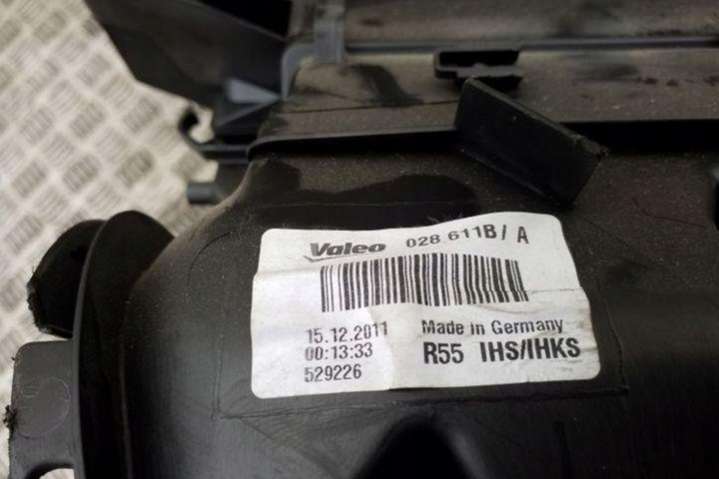 Valeo 028.611B/A
15.12.2011 Made in Germany
00:13:33 R55 IHS/IHKS
529226